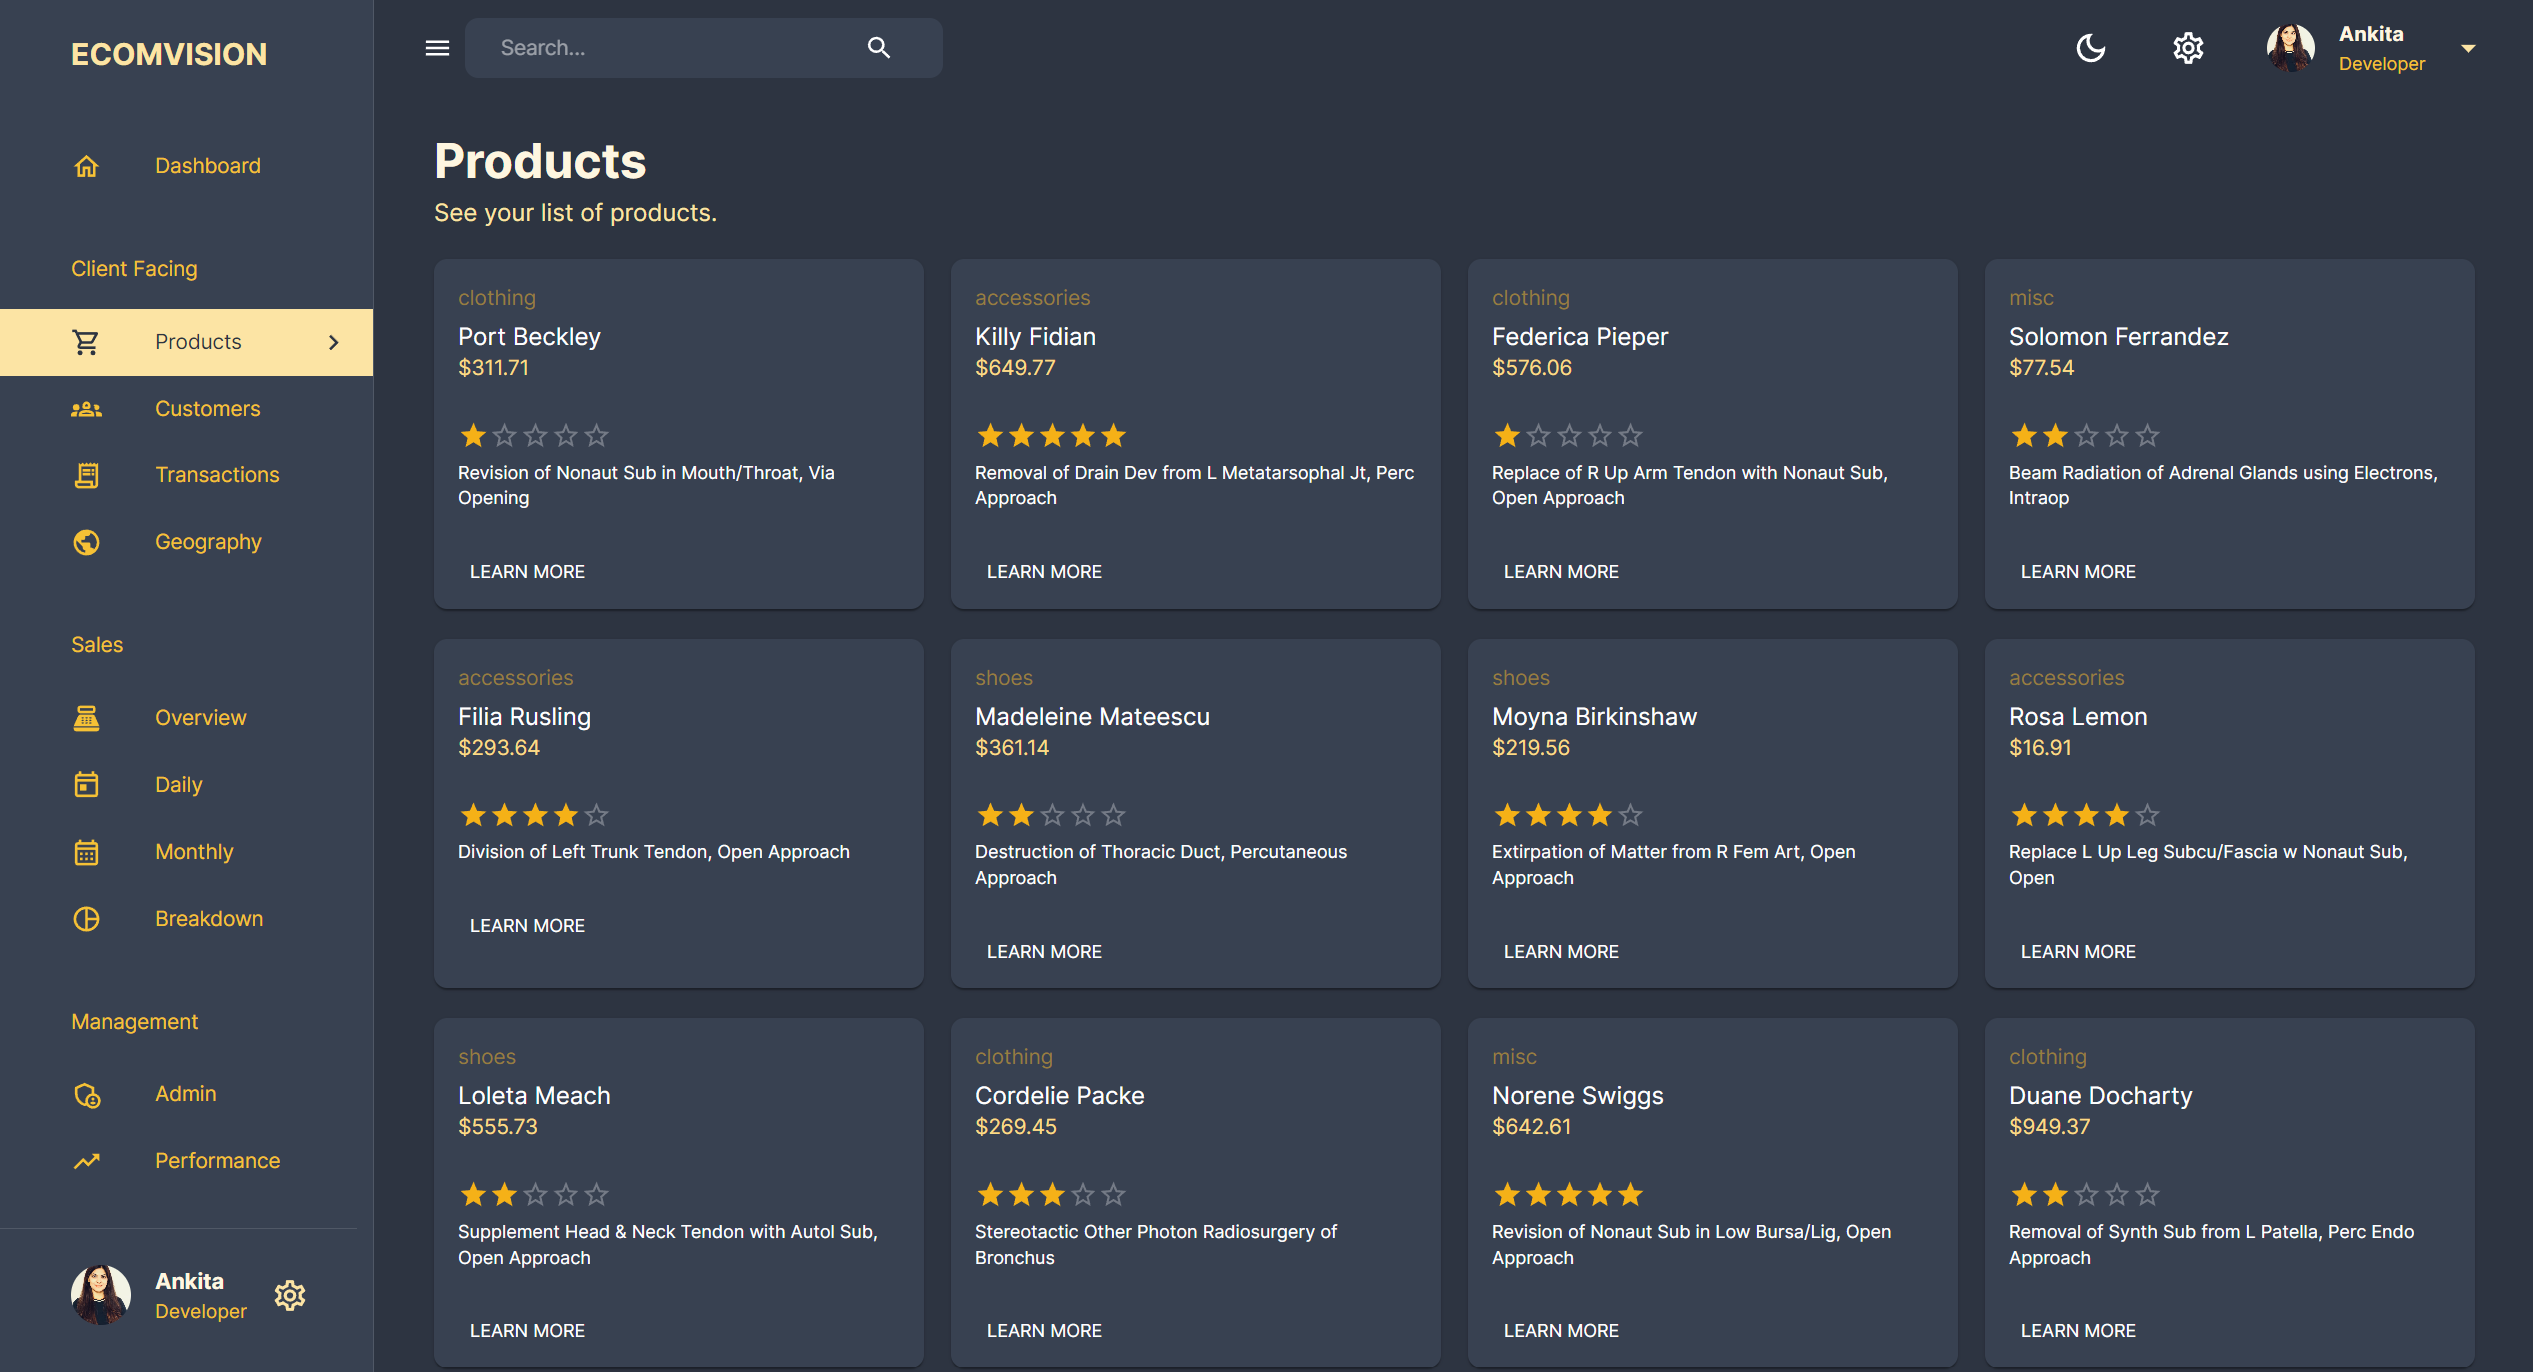 ECOMVISION
Dashboard
Client Facing
Products
Customers
Transactions
Geography
Sales
Overview
Daily
Monthly
Breakdown
Management
Admin
Performance
Ankita
Developer
Search...
Ankita
Developer
Products
See your list of products.
clothing
Port Beckley
$311.71
Revision of Nonaut Sub in Mouth/Throat, Via
Opening
LEARN MORE
accessories
Killy Fidian
$649.77
Removal of Drain Dev from L Metatarsophal Jt, Perc
Approach
LEARN MORE
clothing
Federica Pieper
$576.06
Replace of R Up Arm Tendon with Nonaut Sub,
Open Approach
LEARN MORE
misc
Solomon Ferrandez
$77.54
Beam Radiation of Adrenal Glands using Electrons,
Intraop
LEARN MORE
accessories
Filia Rusling
$293.64
Division of Left Trunk Tendon, Open Approach
LEARN MORE
shoes
Madeleine Mateescu
$361.14
Destruction of Thoracic Duct, Percutaneous
Approach
LEARN MORE
shoes
Moyna Birkinshaw
$219.56
Extirpation of Matter from R Fem Art, Open
Approach
LEARN MORE
accessories
Rosa Lemon
$16.91
Replace L Up Leg Subcu/Fascia w Nonaut Sub,
Open
LEARN MORE
shoes
Loleta Meach
$555.73
Supplement Head & Neck Tendon with Autol Sub,
Open Approach
LEARN MORE
clothing
Cordelie Packe
$269.45
Stereotactic Other Photon Radiosurgery of
Bronchus
LEARN MORE
misc
Norene Swiggs
$642.61
Revision of Nonaut Sub in Low Bursa/Lig, Open
Approach
LEARN MORE
clothing
Duane Docharty
$949.37
Removal of Synth Sub from L Patella, Perc Endo
Approach
LEARN MORE